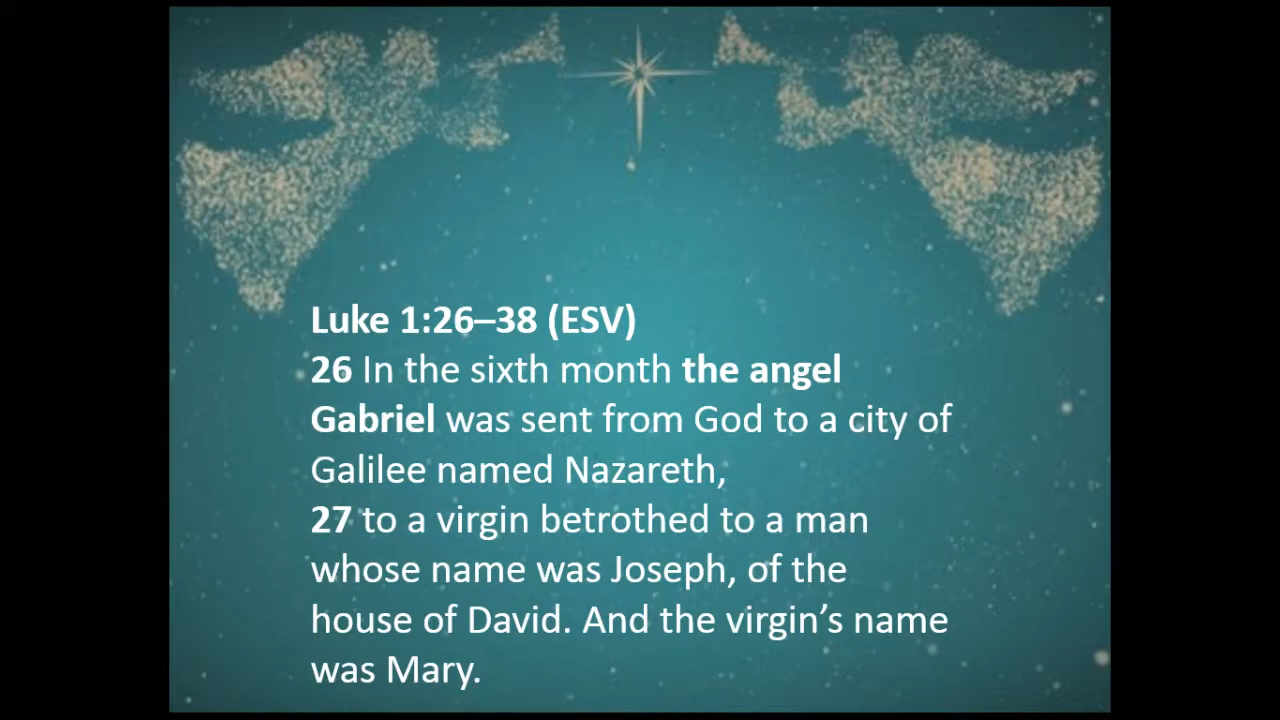 Luke 1:26–38 (ESV)
26 In the sixth month the angel
Gabriel was sent from God to a city of
Galilee named Nazareth,
27 to a virgin betrothed to a man
whose name was Joseph, of the
house of David. And the virgin’s name
was Mary.